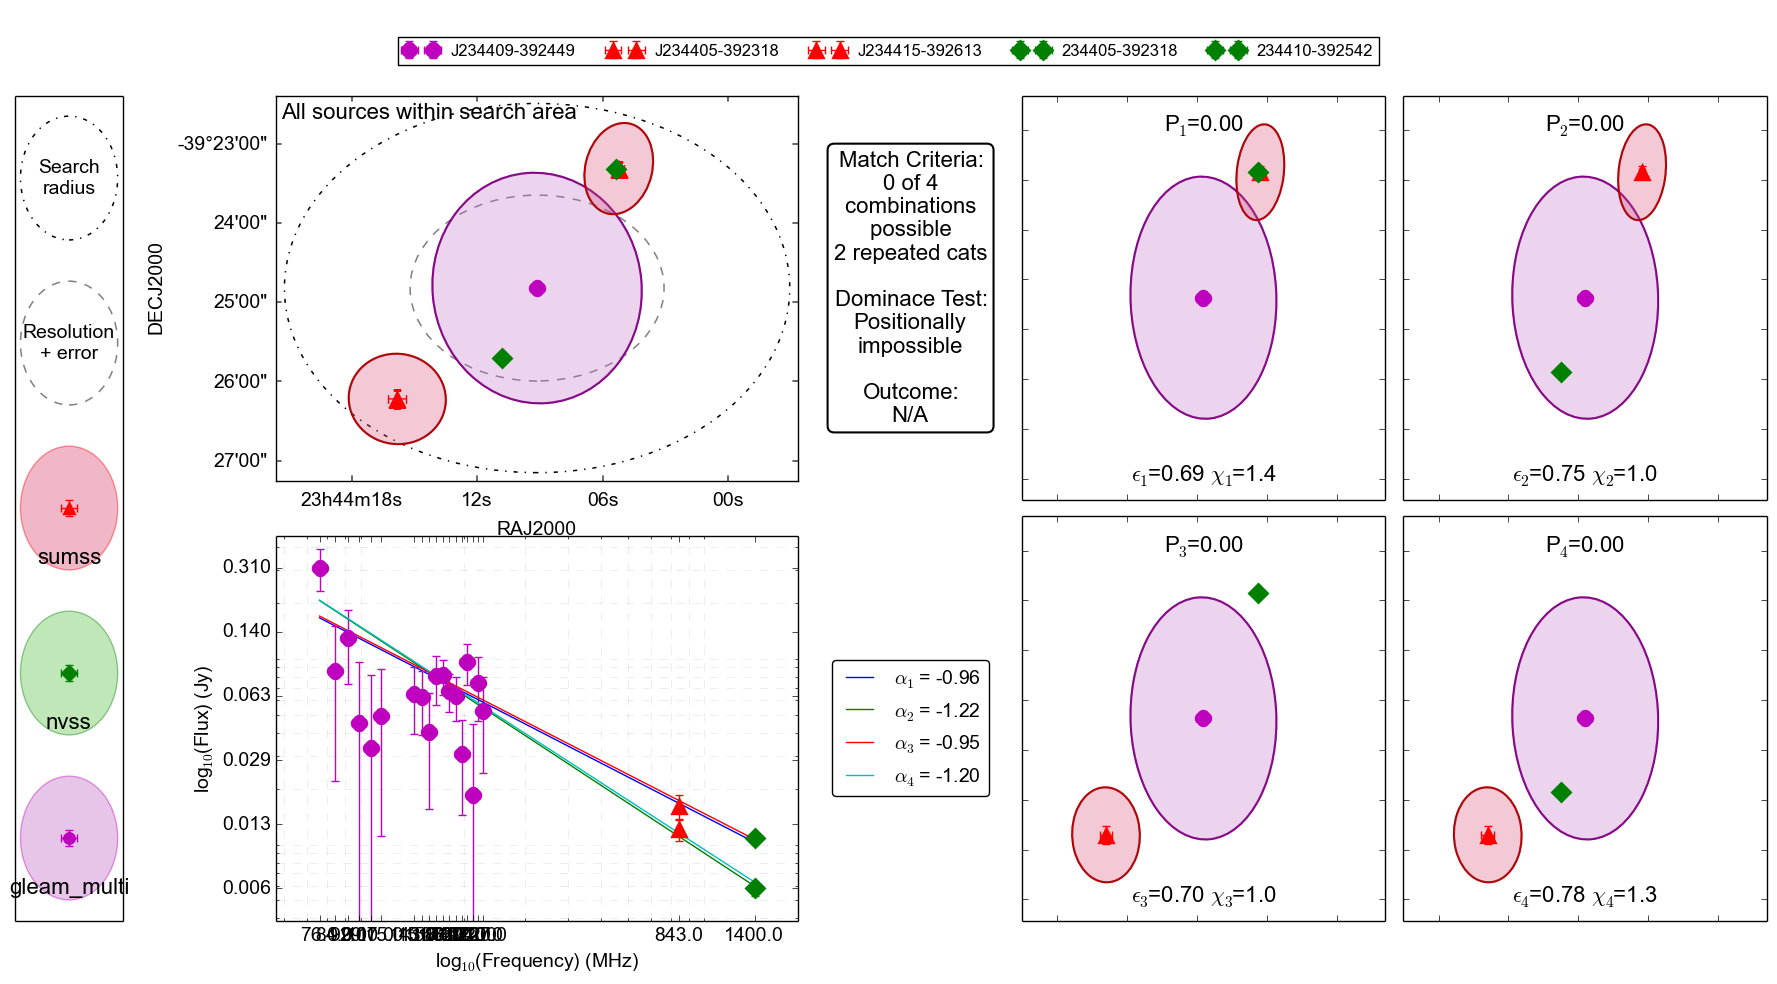 J234409-392449
J234405-392318
J234415-392613
234405-392318
234410-392542
Search
radius
Resolution
+ error
sumss
nvss
gleam_multi
All sources within search area
DECJ2000
-39°23'00"
24'00"
25'00"
26'00"
27'00"
23h44m18s
12s
06s
00s
RAJ2000
Match Criteria:
0 of 4
combinations
possible
2 repeated cats
Dominace Test:
Positionally
impossible
Outcome:
N/A
P1=0.00
ϵ1=0.69 χ1=1.4
P2=0.00
ϵ2=0.75 χ2=1.0
log10(Flux) (Jy)
0.310
0.140
0.063
0.029
0.013
0.006
843.0
1400.0
log10(Frequency) (MHz)
α1 = -0.96
α2 = -1.22
α3 = -0.95
α4 = -1.20
P3=0.00
ϵ3=0.70 χ3=1.0
P4=0.00
ϵ4=0.78 χ4=1.3